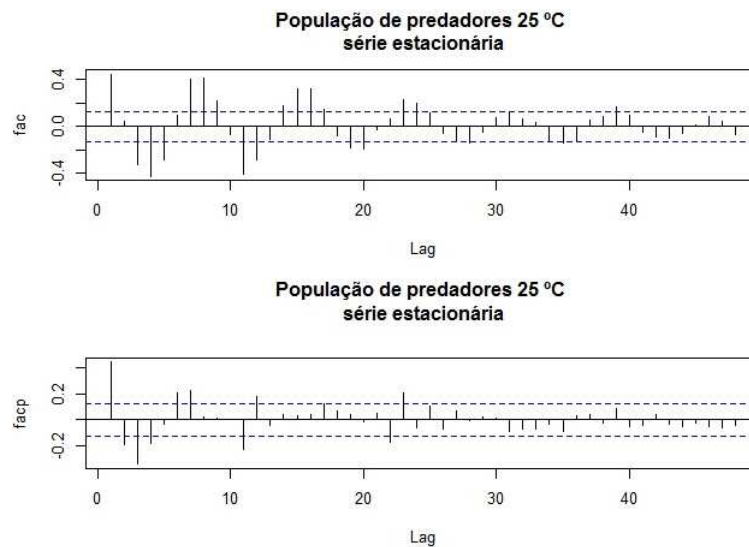 População de predadores 25 ºC
série estacionária
0.4
0.0
-0.4
fac
0 10 20 30 40
Lag
População de predadores 25 ºC
série estacionária
0.2
-0.2
facp
0 10 20 30 40
Lag